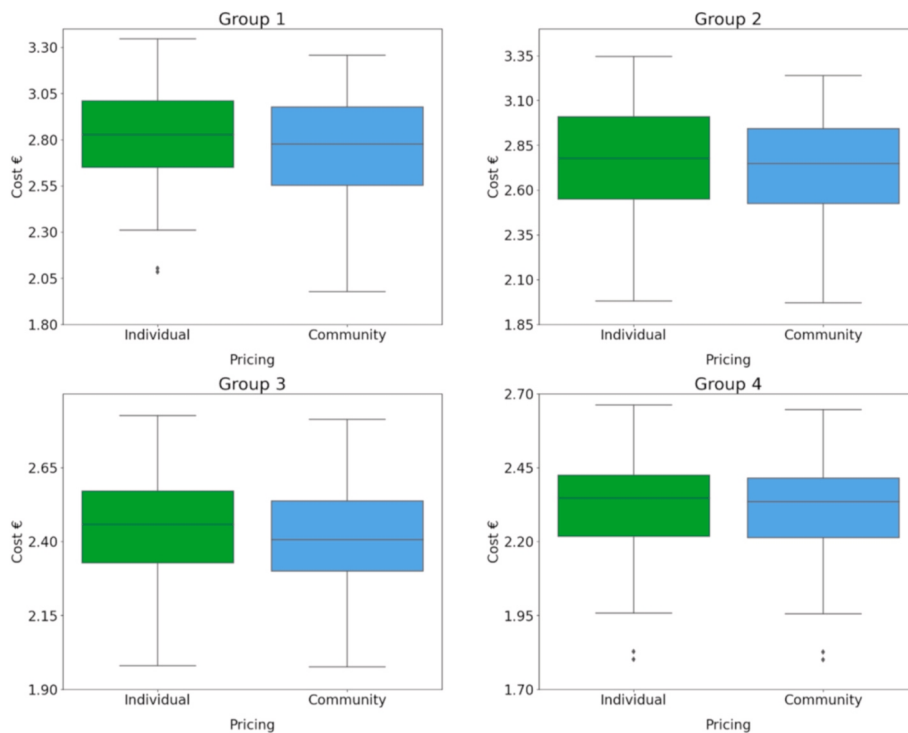 Group 1
3.30
3.05
2.80
2.55
2.30
2.05
1.80
Cost €
Individual
Community
Pricing
Group 2
3.35
3.10
2.85
2.60
2.35
2.10
1.85
Cost €
Individual
Community
Pricing
Group 3
2.65
2.40
2.15
1.90
Cost €
Individual
Community
Pricing
Group 4
2.70
2.45
2.20
1.95
1.70
Cost €
Individual
Community
Pricing